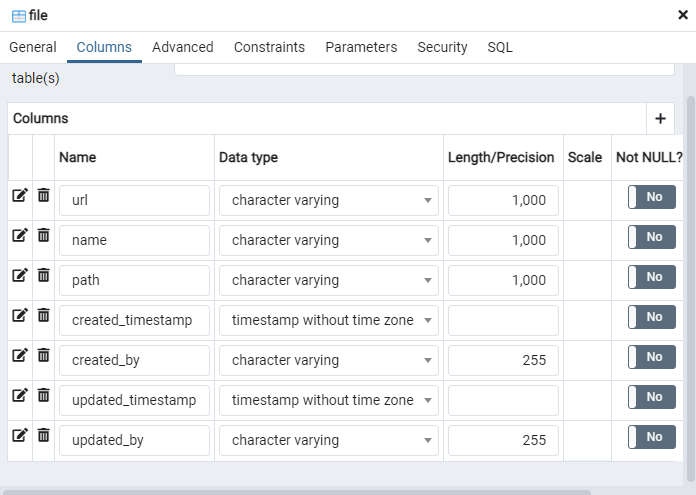 file
General Columns Advanced Constraints Parameters Security SQL
table(s)
Columns
Name Data type Length/Precision Scale Not NULL?
url character varying 1,000 No
name character varying 1,000 No
path character varying 1,000 No
created_timestamp timestamp without time zone No
created_by character varying 255 No
updated_timestamp timestamp without time zone No
updated_by character varying 255 No